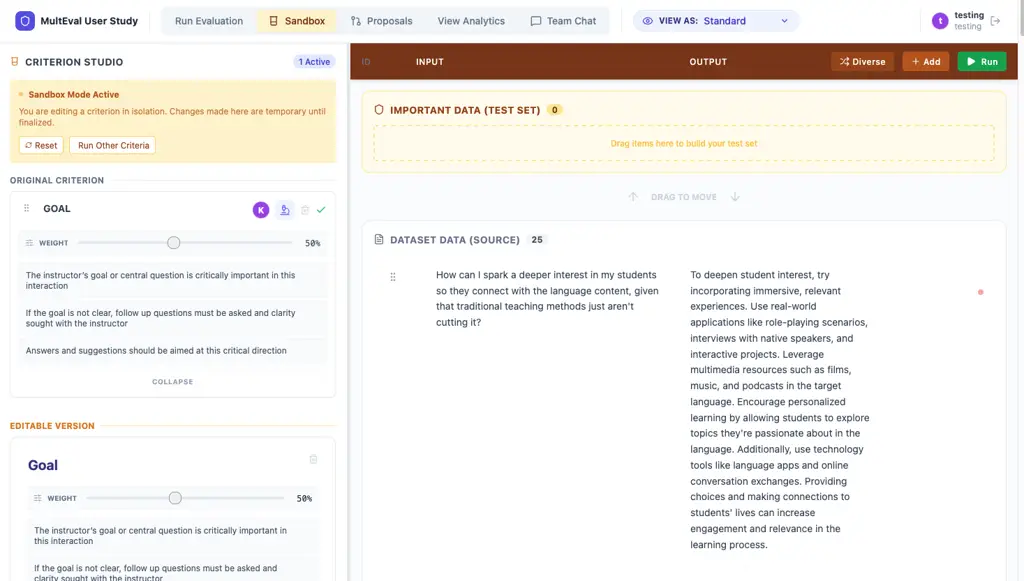 MultEval User Study
Run Evaluation
Sandbox
Proposals
View Analytics
Team Chat
VIEW AS: Standard
t
testing
testing
CRITERION STUDIO
1 Active
Sandbox Mode Active
You are editing a criterion in isolation. Changes made here are temporary until
finalized.
Reset
Run Other Criteria
ORIGINAL CRITERION
GOAL
K
WEIGHT
50%
The instructor's goal or central question is critically important in this
interaction
If the goal is not clear, follow up questions must be asked and clarity
sought with the instructor
Answers and suggestions should be aimed at this critical direction
COLLAPSE
EDITABLE VERSION
Goal
WEIGHT
50%
The instructor's goal or central question is critically important in
this interaction
If the goal is not clear, follow up questions must be asked and
clarity sought with the instructor
ID
INPUT
OUTPUT
Diverse
+ Add
Run
IMPORTANT DATA (TEST SET) 0
Drag items here to build your test set
DRAG TO MOVE
DATASET DATA (SOURCE) 25
How can I spark a deeper interest in my students
so they connect with the language content, given
that traditional teaching methods just aren't
cutting it?
To deepen student interest, try
incorporating immersive, relevant
experiences. Use real-world
applications like role-playing scenarios,
interviews with native speakers, and
interactive projects. Leverage
multimedia resources such as films,
music, and podcasts in the target
language. Encourage personalized
learning by allowing students to explore
topics they're passionate about in the
language. Additionally, use technology
tools like language apps and online
conversation exchanges. Providing
choices and making connections to
students' lives can increase
engagement and relevance in the
learning process.